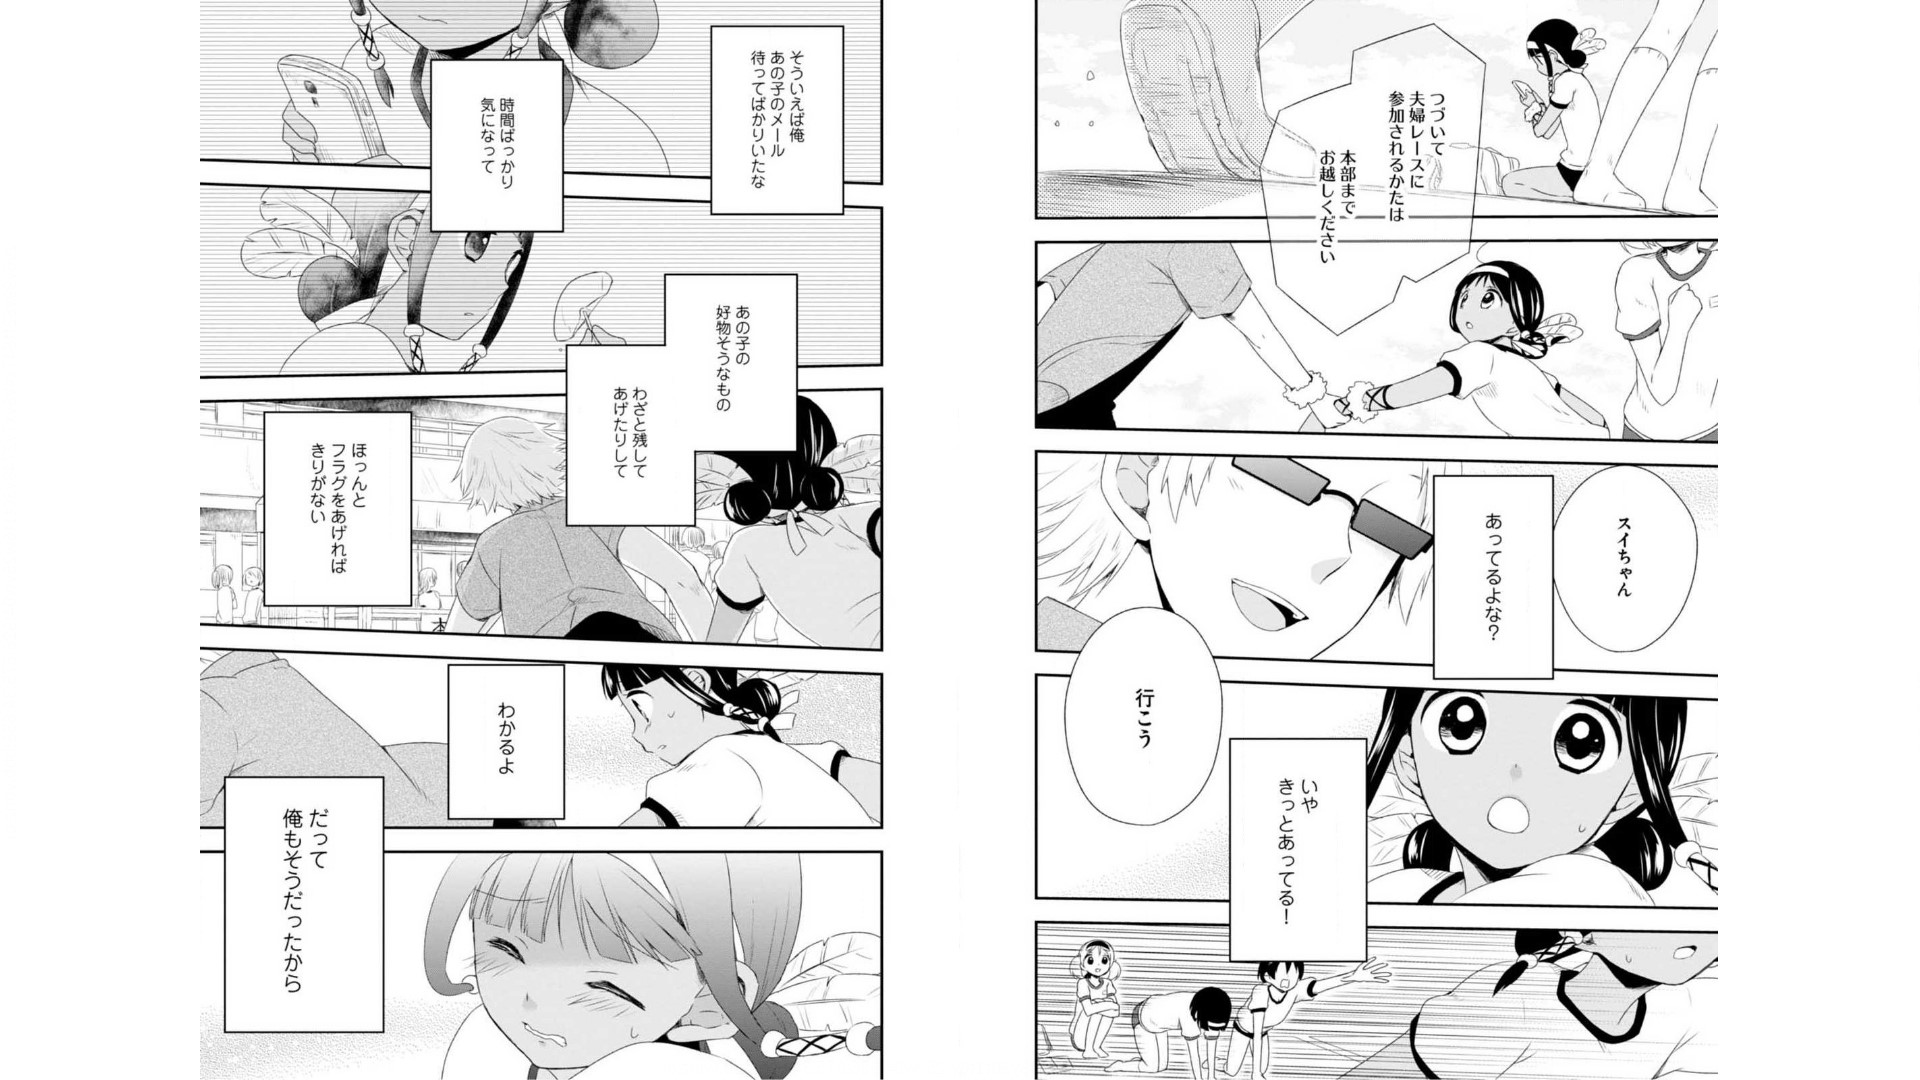 つづいて
夫婦レースに
参加されるかたは
本部まで
お越しください
スイちゃん
あってるよな？
行こう
いや
きっとあってる！
そういえば俺
あの子のメール
待ってばかりいたな
時間ばっかり
気になって
あの子の
好物そうなもの
わざと残して
あげたりして
ほっんと
フラグをあげれば
きりがない
本
わかるよ
だって
俺もそうだったから